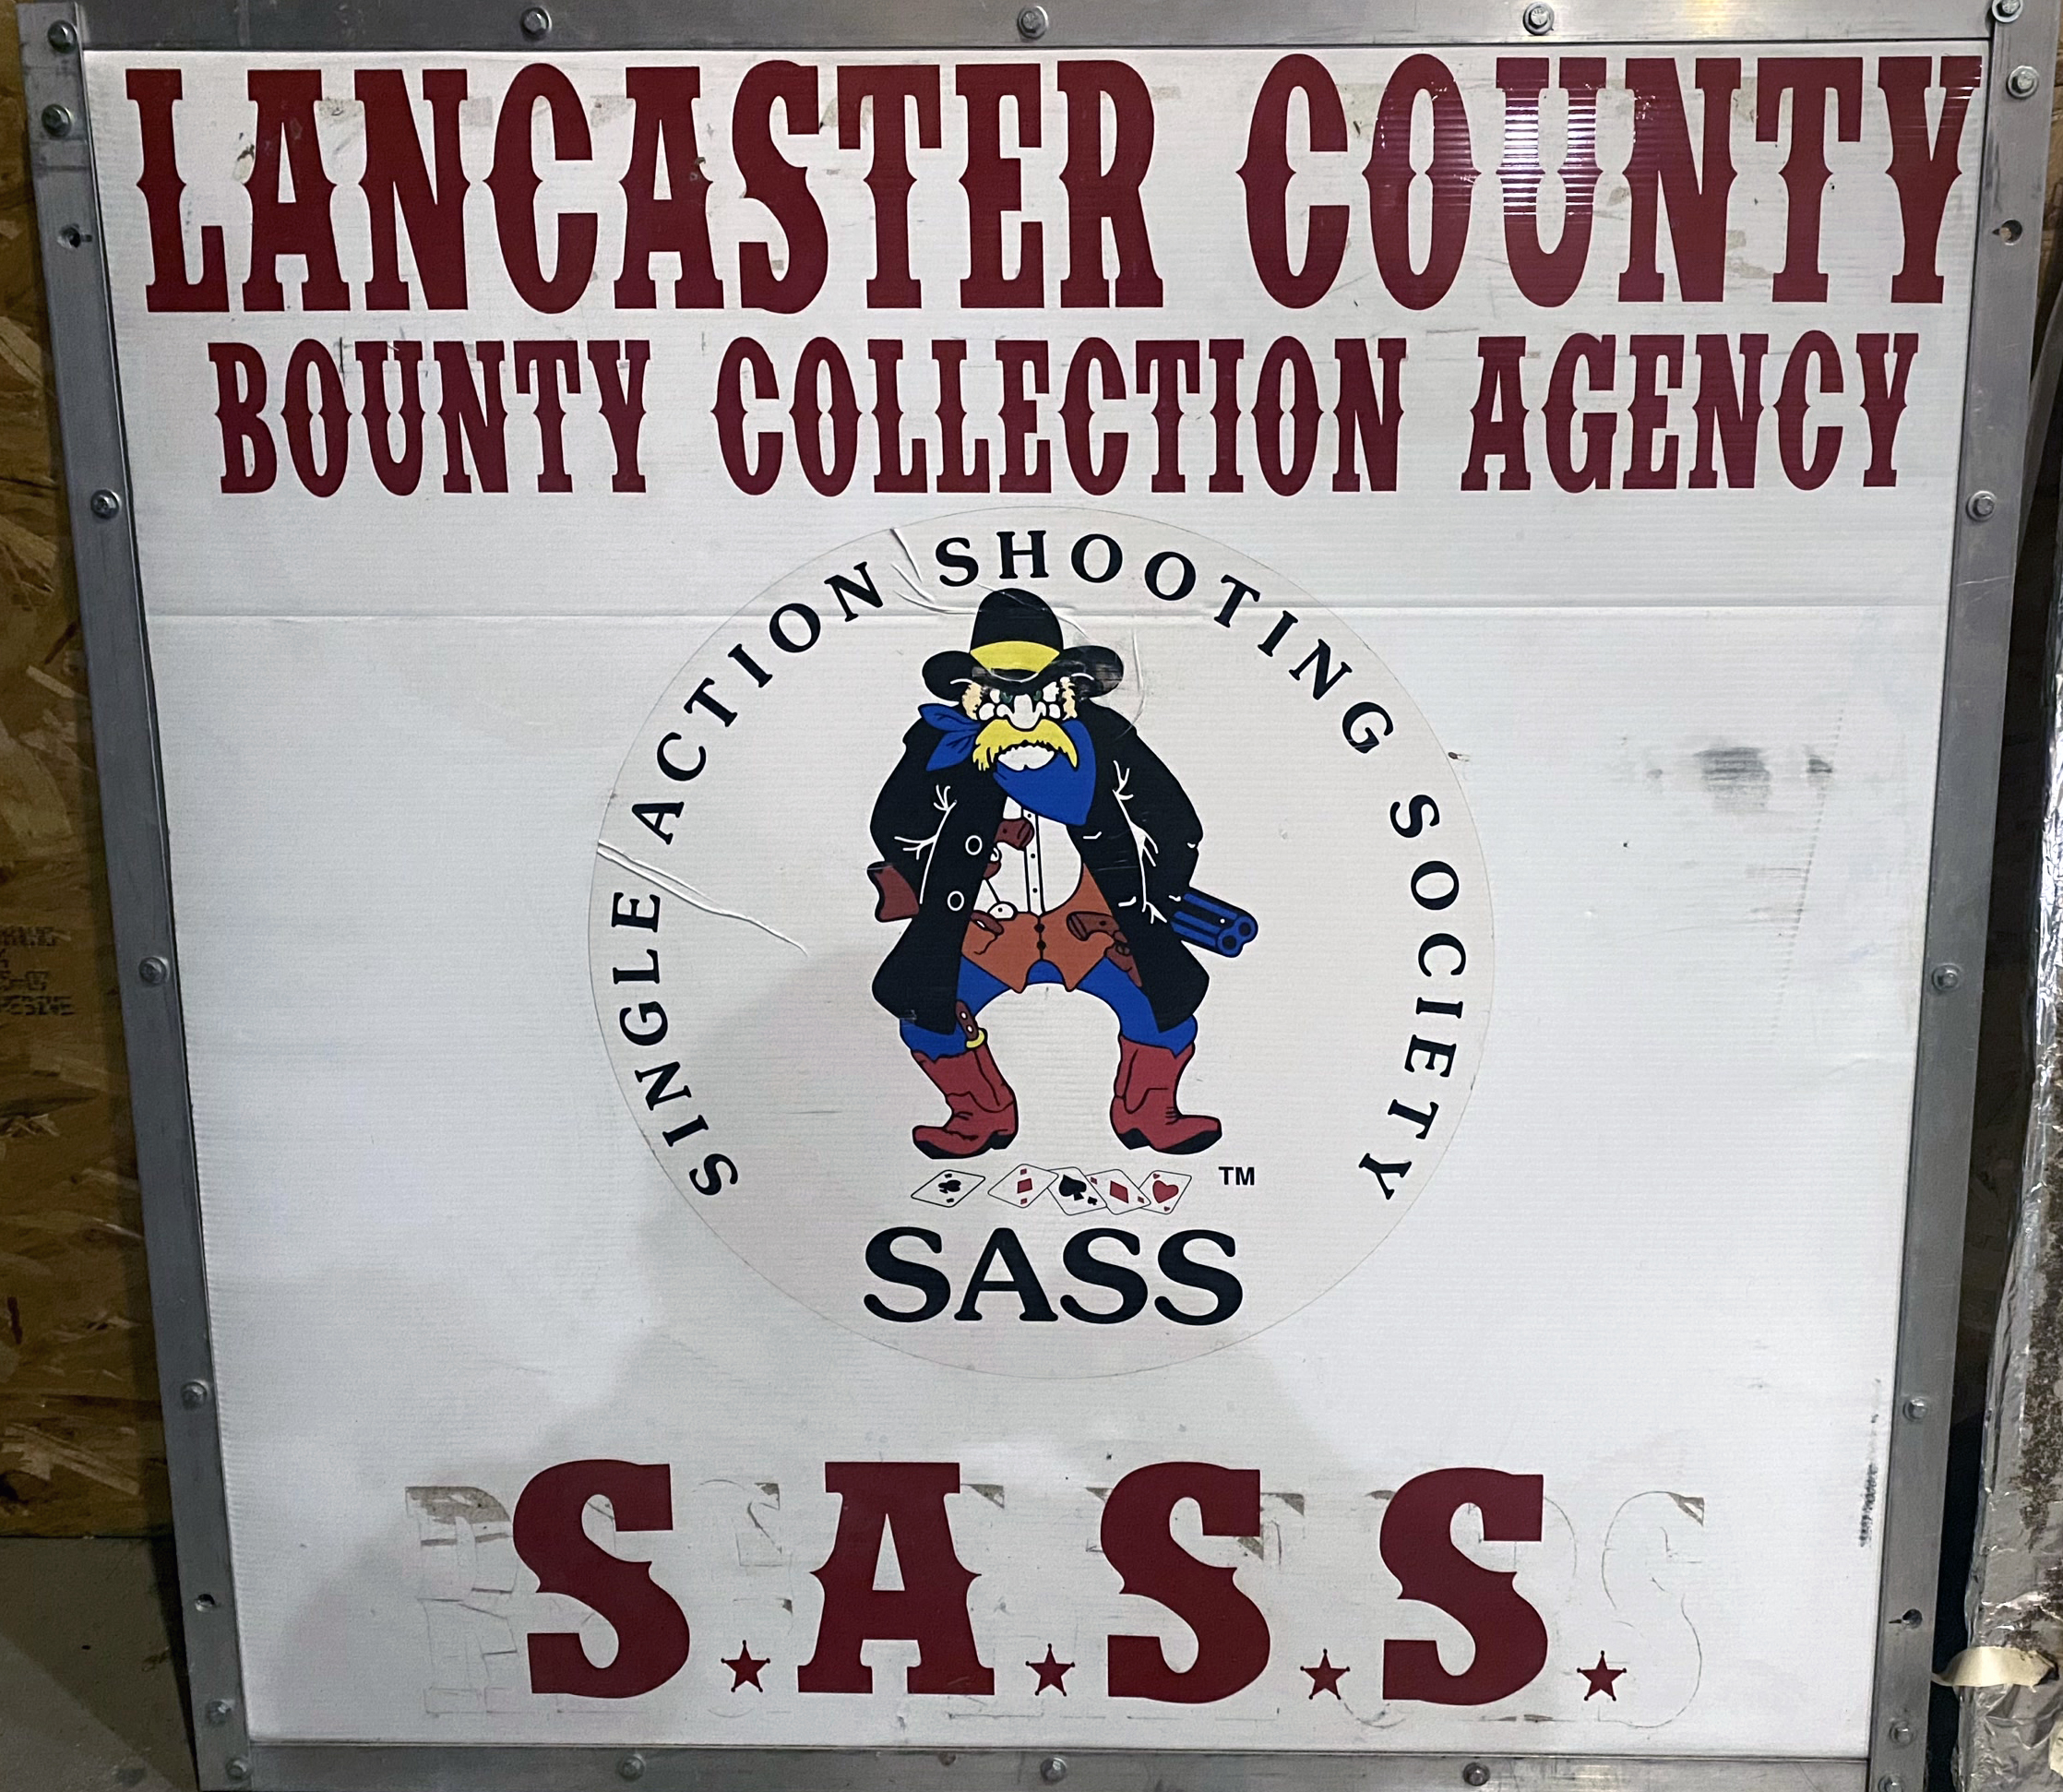 LANCASTER COUNTY
BOUNTY COLLECTION AGENCY
SINGLE ACTION SHOOTING SOCIETY
TM
SASS
S.A.S.S.